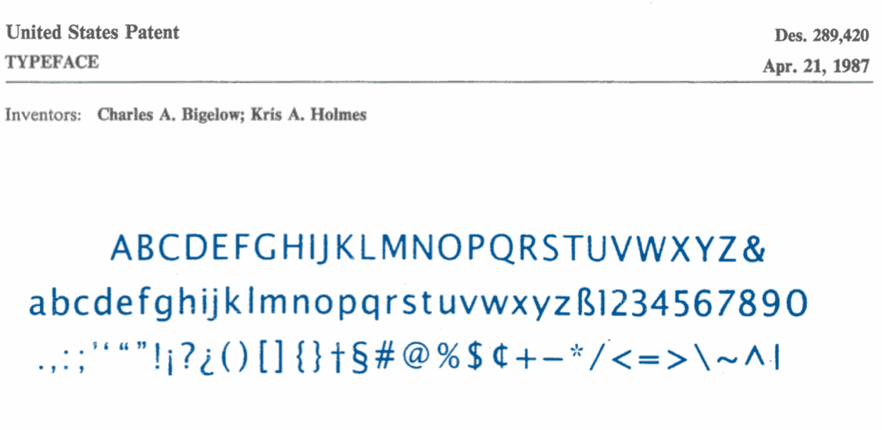 United States Patent
Des. 289,420
TYPEFACE
Apr. 21, 1987
Inventors: Charles A. Bigelow; Kris A. Holmes
ABCDEFGHIJKLMNOPQRSTUVWXYZ&
abcdefghijklmnopqrstuvwxyzß1234567890
.,:;’‘“”!¡?¿()[]{}†§#@%$¢+–*/<=>\~^|